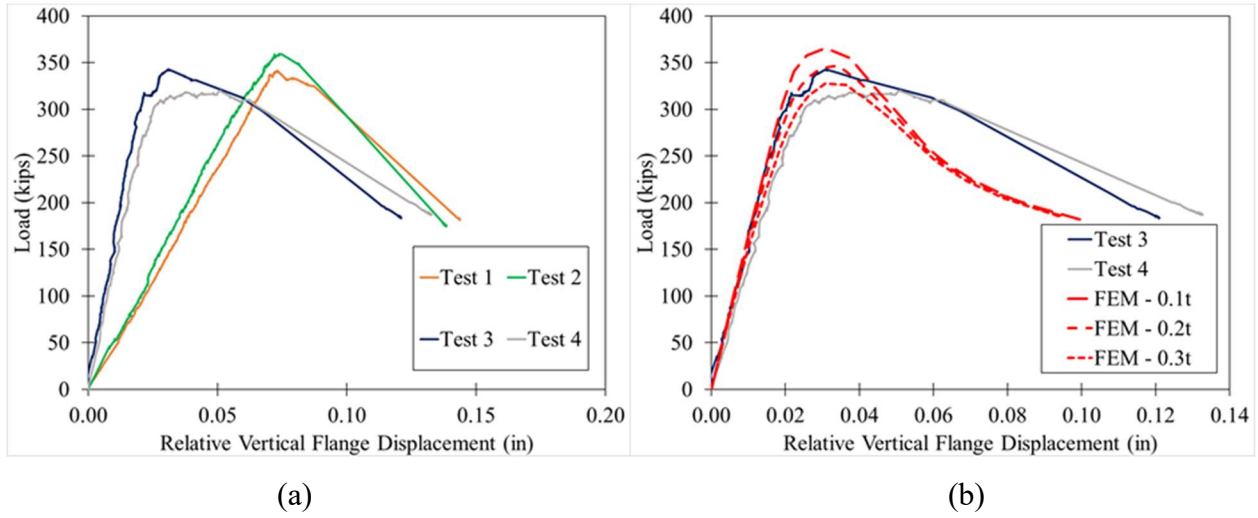 400
350
300
250
200
150
100
50
0
Load (kips)
0.00 0.05 0.10 0.15 0.20
Relative Vertical Flange Displacement (in)
Test 1 Test 2
Test 3 Test 4
(a)
400
350
300
250
200
150
100
50
0
Load (kips)
0.00 0.02 0.04 0.06 0.08 0.10 0.12 0.14
Relative Vertical Flange Displacement (in)
Test 3
Test 4
FEM - 0.1t
FEM - 0.2t
FEM - 0.3t
(b)